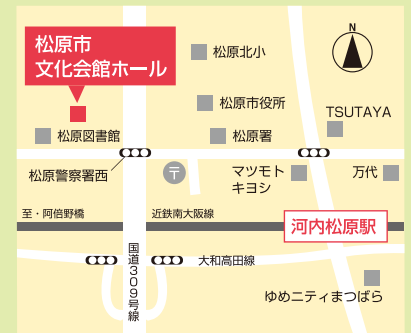 松原市
文化会館ホール
N
松原北小
松原市役所
TSUTAYA
松原図書館
松原署
松原警察署西
〒
マツモト
キヨシ
万代
至・阿倍野橋
近鉄南大阪線
河内松原駅
国道309号線
大和高田線
ゆめニティまつばら